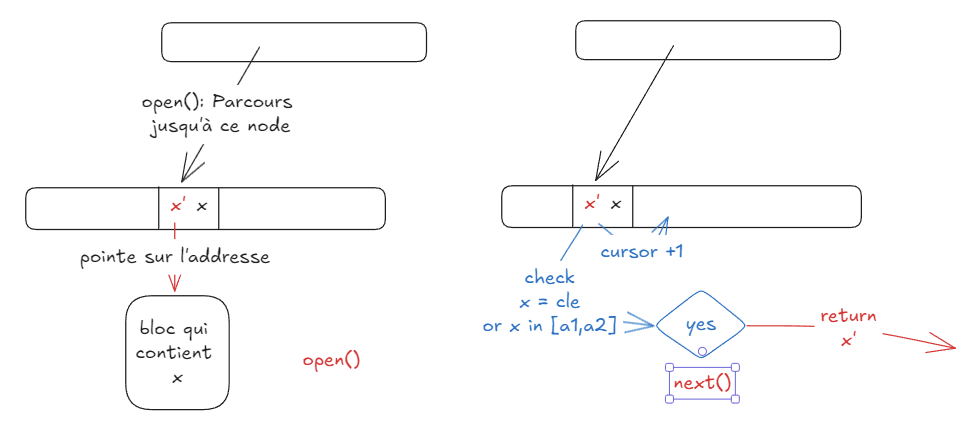 open(): Parcours
jusqu'à ce node
x' x
pointe sur l'addresse
bloc qui
contient
x
open()
x' x
cursor +1
check
x = cle
or x in [a1,a2]
yes
return
x'
next()